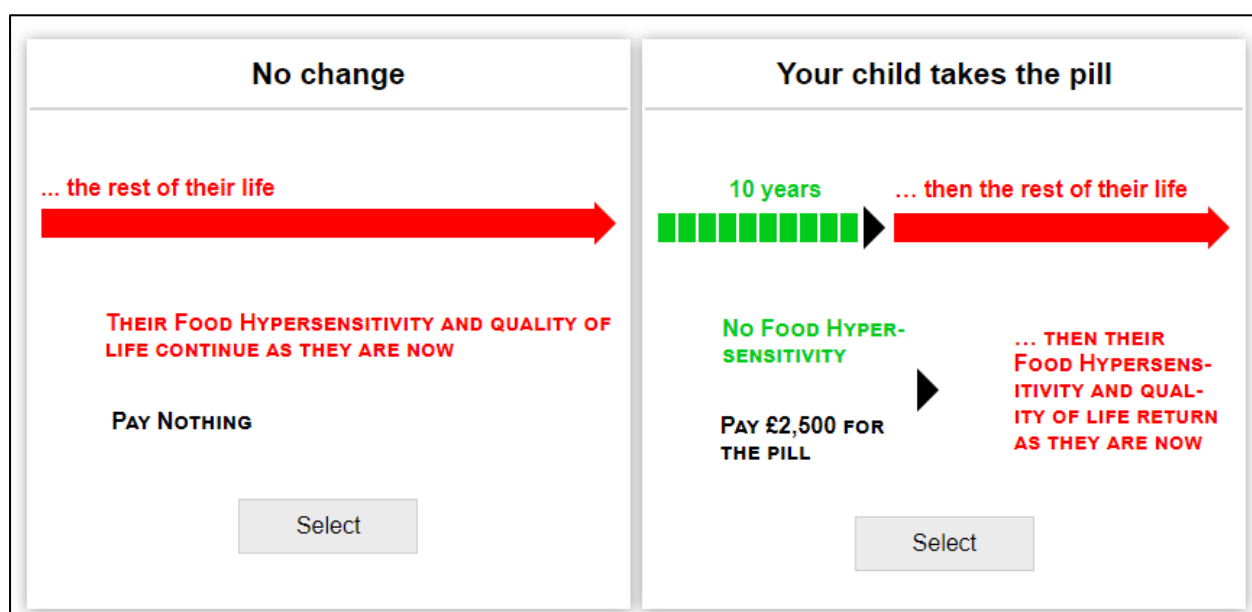 No change
... the rest of their life
Their Food Hypersensitivity and quality of
life continue as they are now
Pay Nothing
Select
Your child takes the pill
10 years
… then the rest of their life
No Food Hyper-
sensitivity
Pay £2,500 for
the pill
… then their
Food Hypersens-
itivity and qual-
ity of life return
as they are now
Select